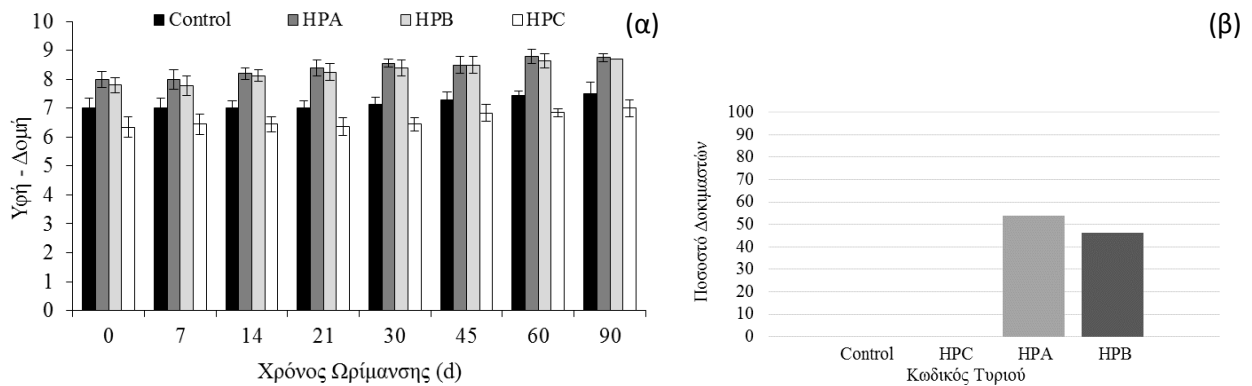 Control HPA HPB HPC (α)
10
9
8
7
6
5
4
3
2
1
0
Υφή - Δομή
0 7 14 21 30 45 60 90
Χρόνος Ωρίμανσης (d)
(β)
100
90
80
70
60
50
40
30
20
10
0
Ποσοστό Δοκιμαστών
Control HPC HPA HPB
Κωδικός Τυριού